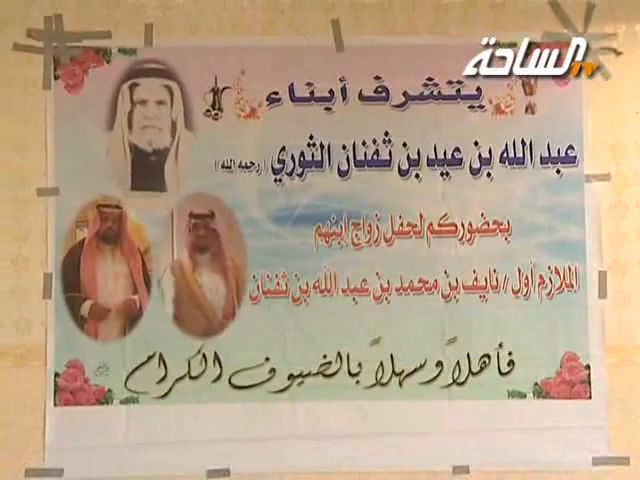 الساحة
يتشرف أبناء
عبد الله بن عيد بن ثفنان الثوري (رحمه الله)
بحضوركم لحفل زواج إبنهم
الملازم أول // نايف بن محمد بن عبد الله بن ثفنان
فأهلاً وسهلاً بالضيوف الكرام